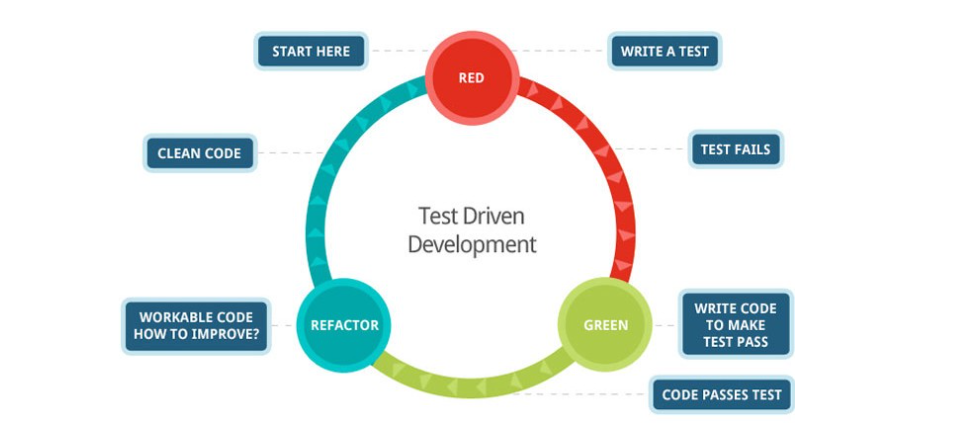 START HERE
RED
WRITE A TEST
CLEAN CODE
TEST FAILS
Test Driven
Development
WORKABLE CODE
HOW TO IMPROVE?
REFACTOR
GREEN
WRITE CODE
TO MAKE
TEST PASS
CODE PASSES TEST